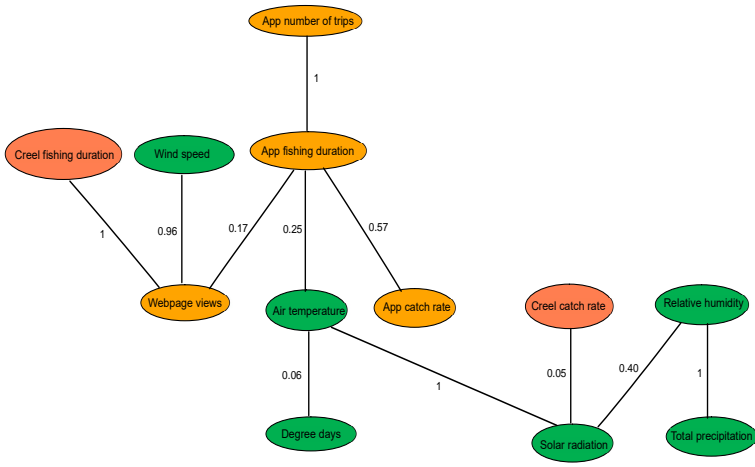 App number of trips
1
Creel fishing duration
Wind speed
App fishing duration
1
0.96
0.17
0.25
0.57
Webpage views
Air temperature
App catch rate
Creel catch rate
Relative humidity
0.06
1
0.05
0.40
1
Degree days
Solar radiation
Total precipitation